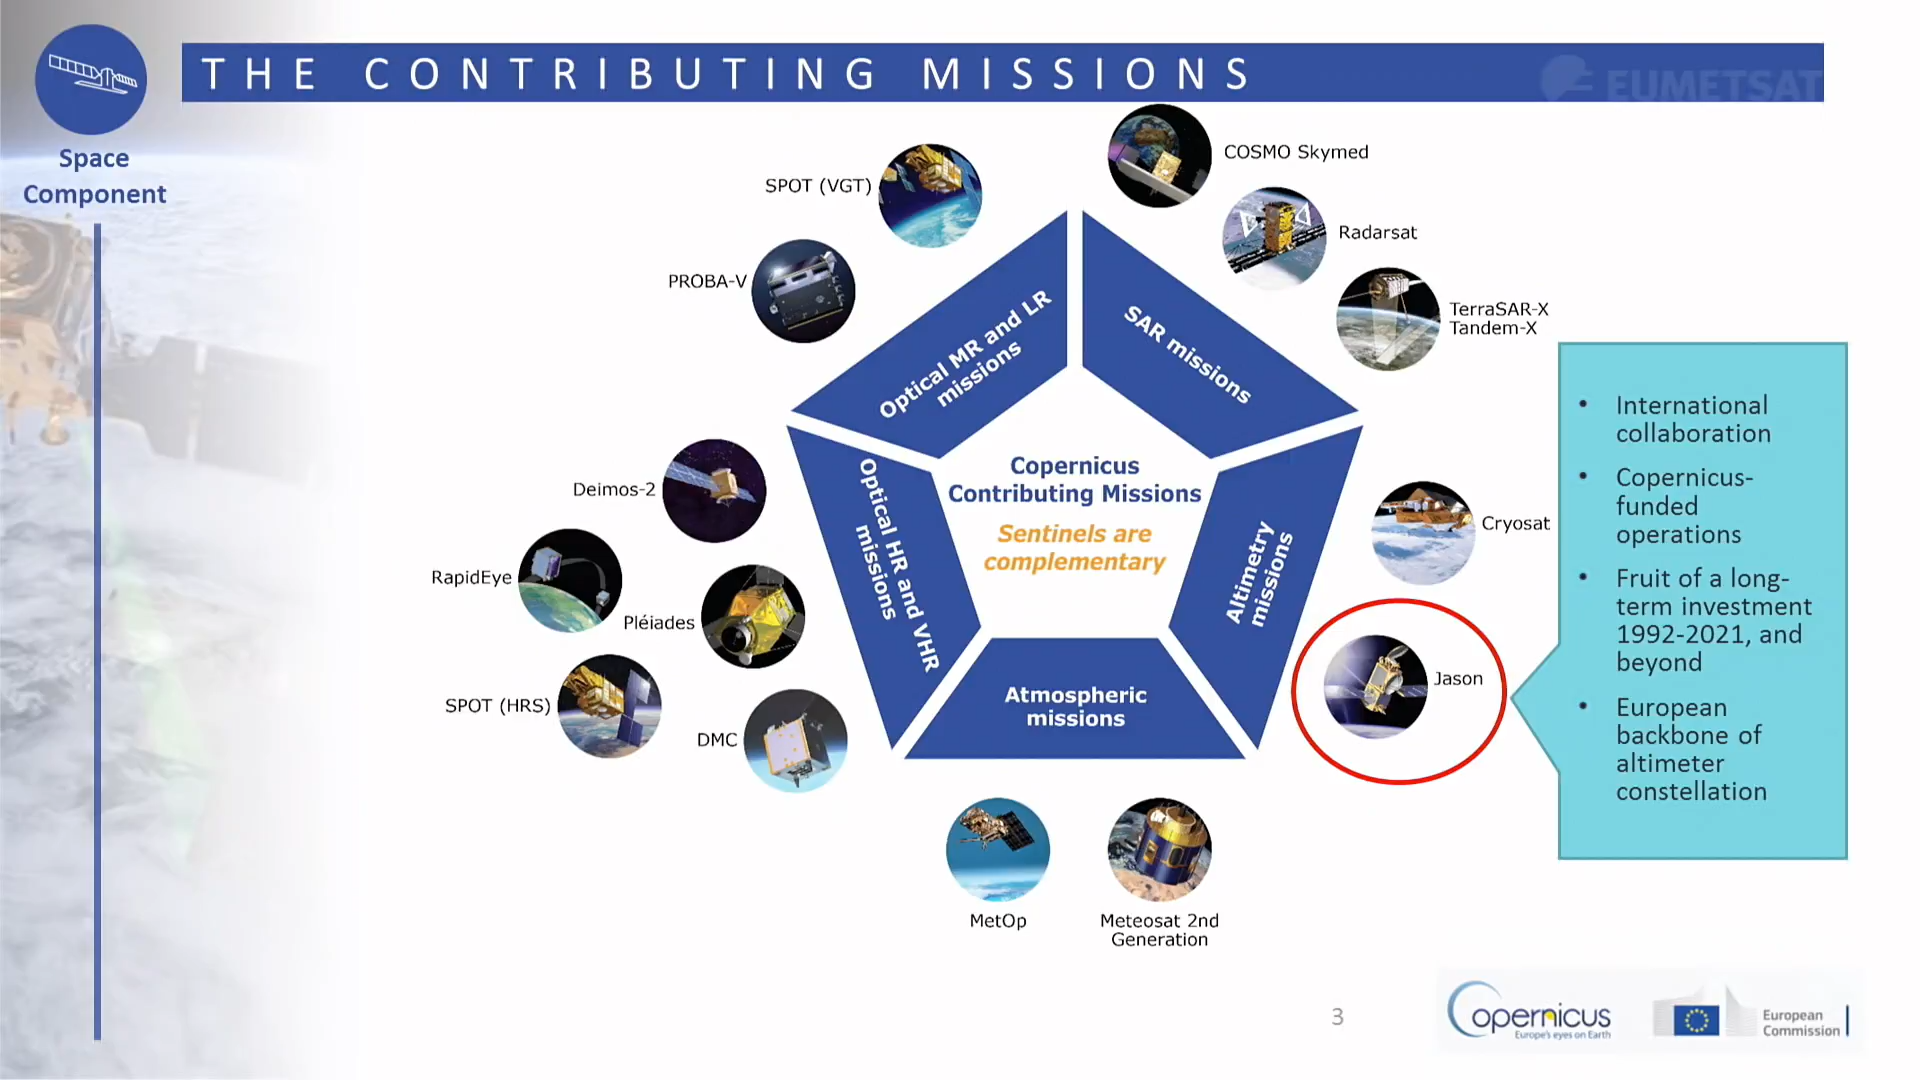 THE CONTRIBUTING MISSIONS
EUMETSAT
Space
Component
COSMO Skymed
SPOT (VGT)
Radarsat
PROBA-V
TerraSAR-X
Tandem-X
Optical MR and LR
missions
SAR missions
Copernicus
Contributing Missions
Sentinels are
complementary
Deimos-2
Optical HR and VHR
missions
Altimetry
missions
Cryosat
RapidEye
Pléiades
SPOT (HRS)
DMC
Atmospheric
missions
Jason
MetOp
Meteosat 2nd
Generation
• International
collaboration
• Copernicus-
funded
operations
• Fruit of a long-
term investment
1992-2021, and
beyond
• European
backbone of
altimeter
constellation
3
opernicus
Europe's eyes on Earth
European
Commission